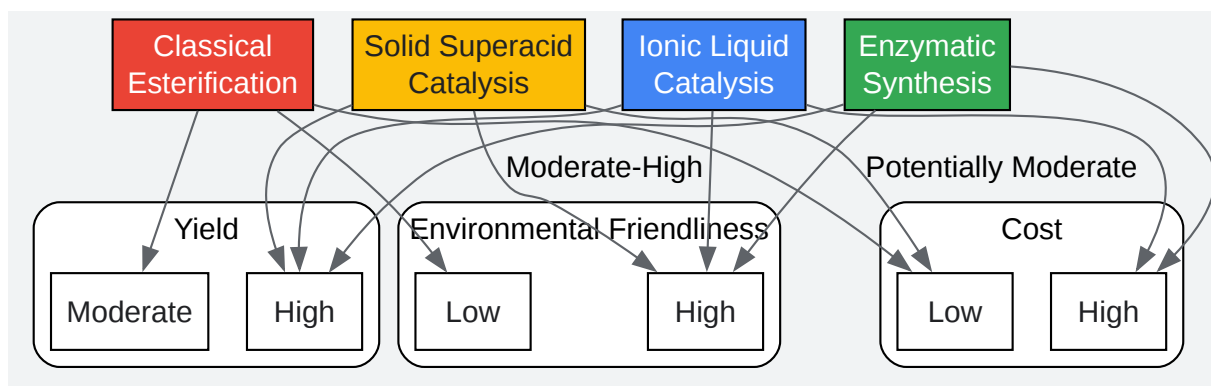 Classical
Esterification
Solid Superacid
Catalysis
Ionic Liquid
Catalysis
Enzymatic
Synthesis
Moderate-High
Potentially Moderate
Yield
Environmental Friendliness
Cost
Moderate
High
Low
High
Low
High